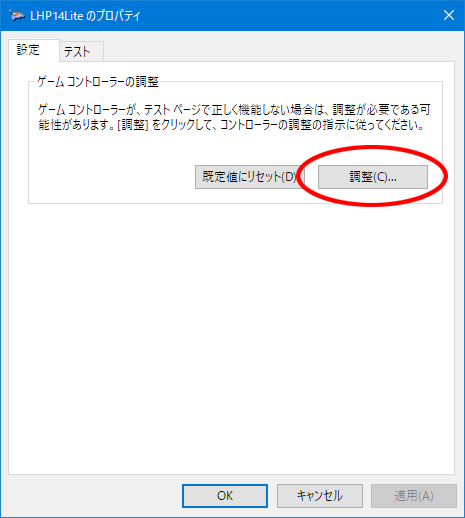 LHP14Lite のプロパティ
設定 テスト
ゲーム コントローラーの調整
ゲーム コントローラーが、テスト ページで正しく機能しない場合は、調整が必要である可
能性があります。[調整] をクリックして、コントローラーの調整の指示に従ってください。
既定値にリセット(D) 調整(C)...
OK キャンセル 適用(A)